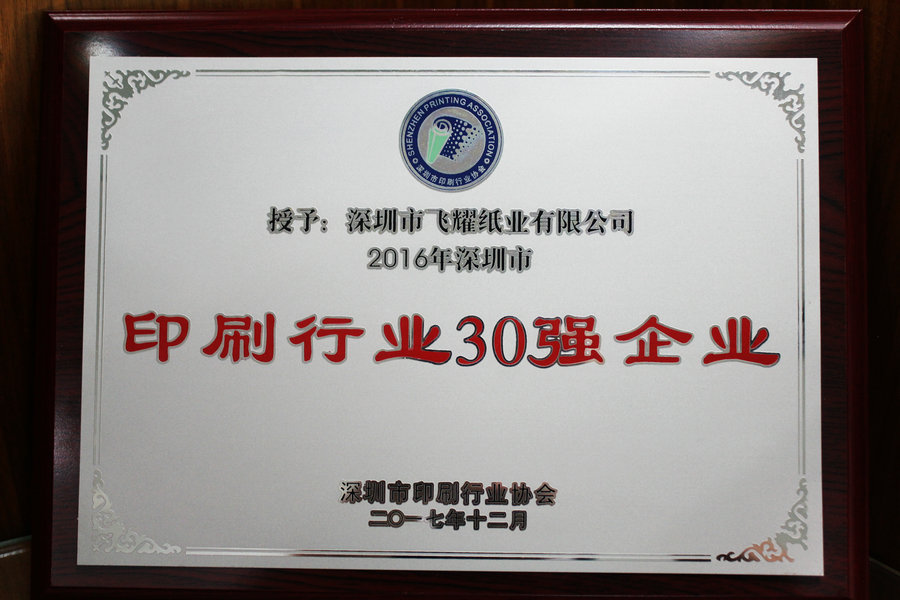 SHENZHEN PRINTING ASSOCIATION
深圳市印刷行业协会
授予：深圳市飞耀纸业有限公司
2016年深圳市
印刷行业30强企业
深圳市印刷行业协会
二〇一七年十二月